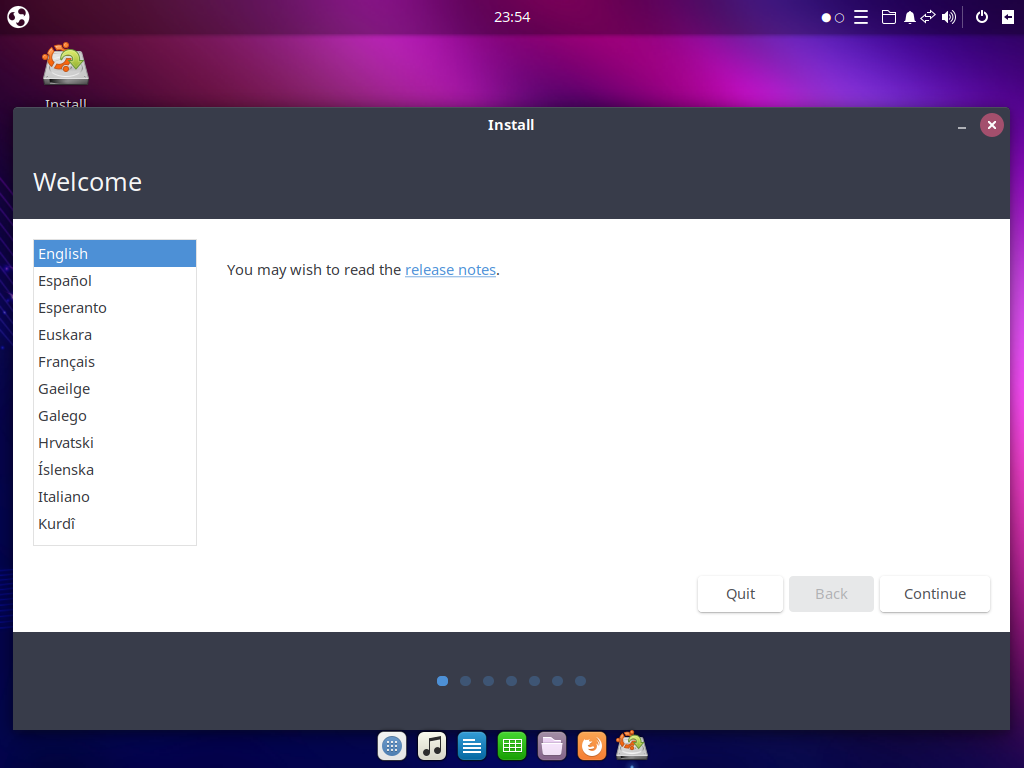 23:54
Install
Install
Welcome
English
Español
Esperanto
Euskara
Français
Gaeilge
Galego
Hrvatski
Íslenska
Italiano
Kurdî
You may wish to read the release notes.
Quit
Back
Continue